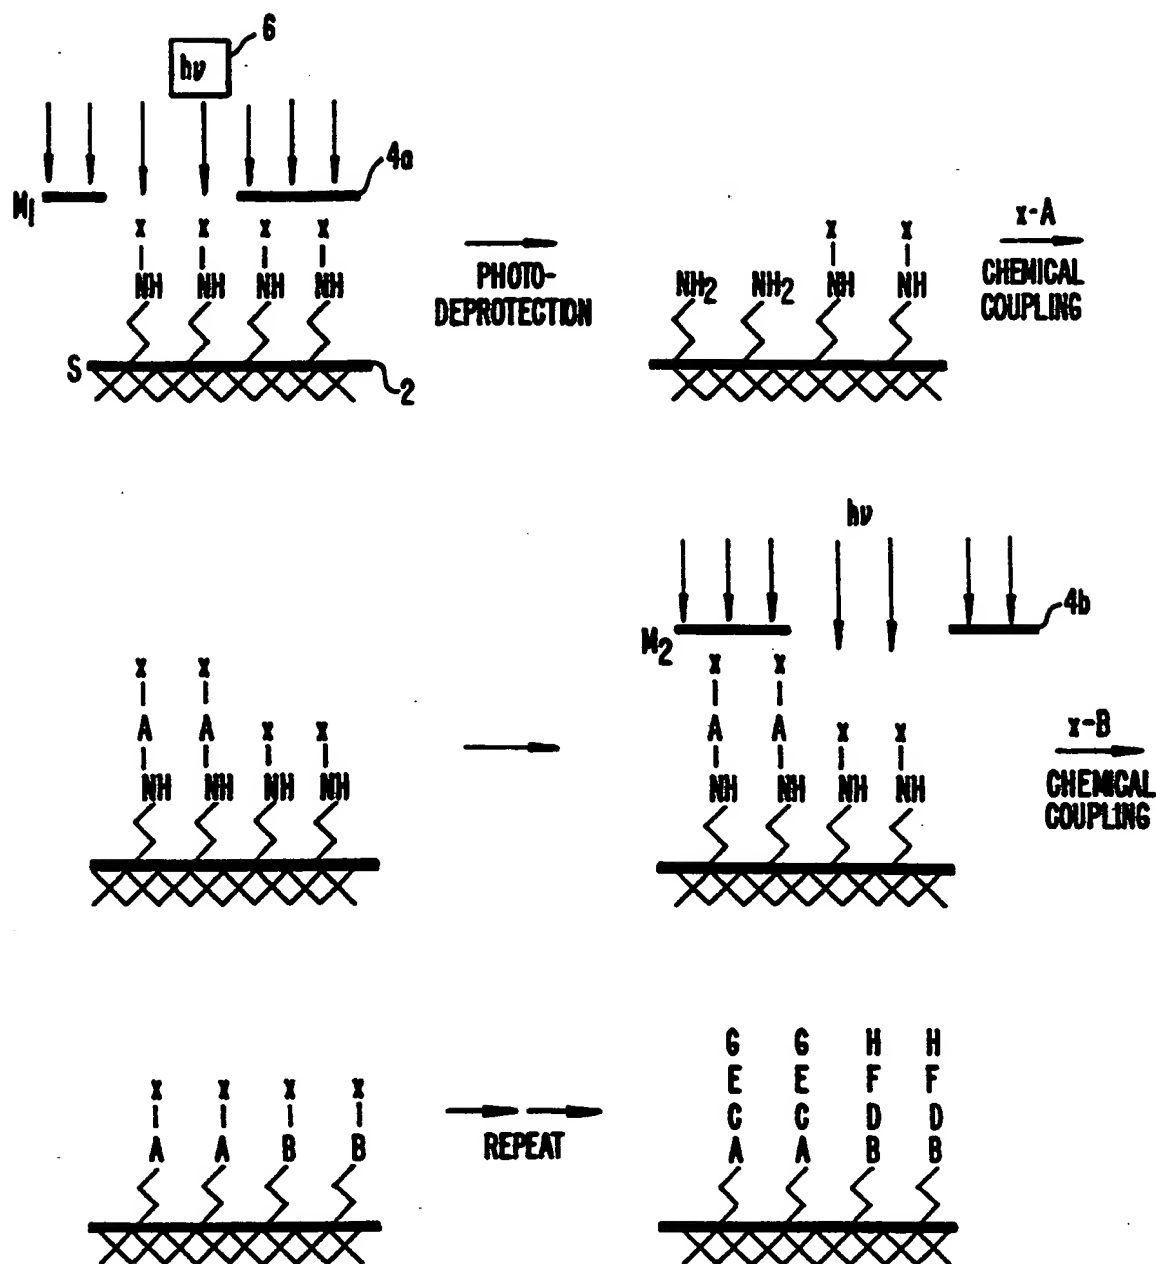 6
hν
4a
M1
x x x x
NH NH NH NH
S
2
PHOTO-
DEPROTECTION
x x
NH2 NH2 NH NH
x-A
CHEMICAL
COUPLING
x x
A A x x
NH NH NH NH
hν
4b
M2
x x
A A x x
NH NH NH NH
x-B
CHEMICAL
COUPLING
x x x x
A A B B
REPEAT
G G H H
E E F F
C C D D
A A B B